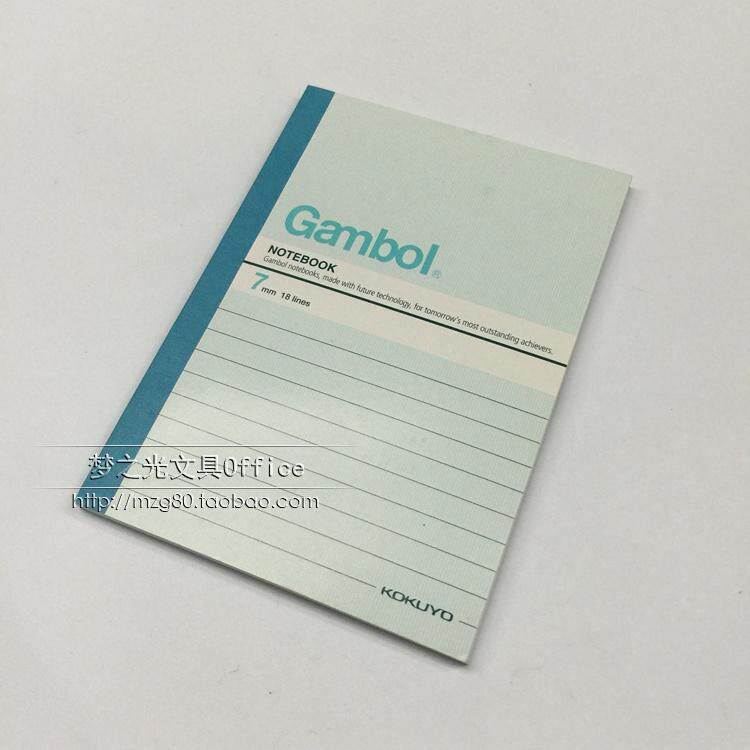 Gambol®
NOTEBOOK
Gambol notebooks, made with future technology, for tomorrow's most outstanding achievers.
7mm 18 lines
梦之光文具Office
http://mzg80.taobao.com
KOKUYO